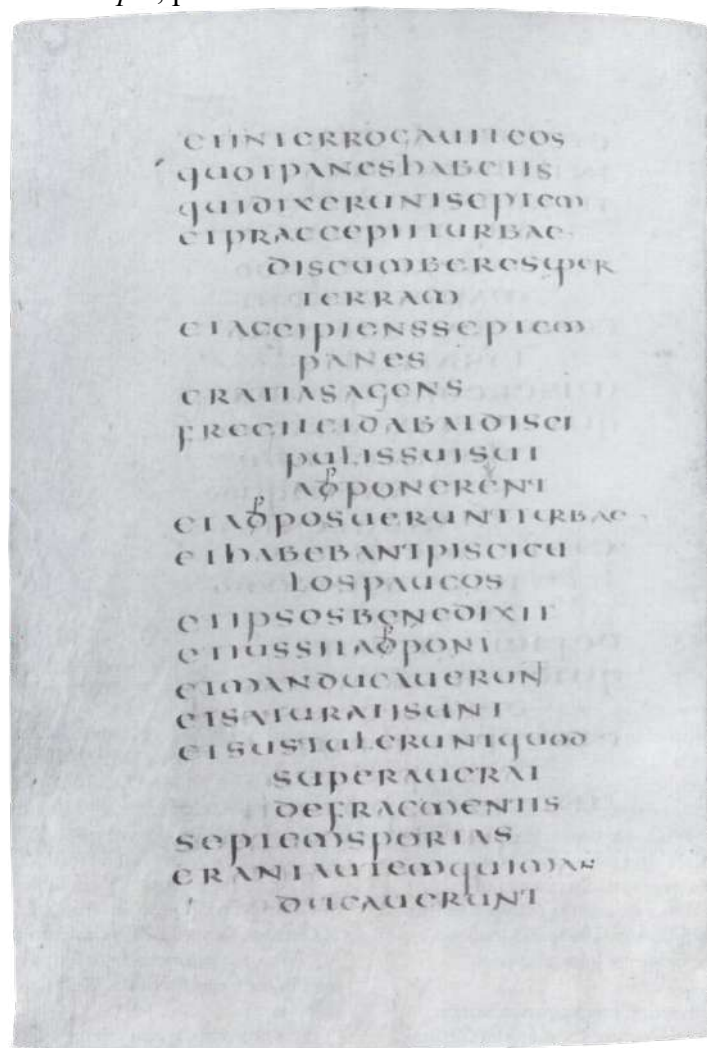 ETINTERROGAUITEOS
QUOTPANESHABETIS
QUIDIXERUNTSEPTEM
ETPRAECEPITTURBAE
DISCUMBERESUPER
TERRAM
ETACCIPIENSSEPTEM
PANES
GRATIASAGENS
FREGITETDABATDISCI
PULISSUISUT
ADPONERENT
ETADPOSUERUNTTURBAE
ETHABEBANTPISCICU
LOSPAUCOS
ETIPSOSBENEDIXIT
ETIUSSITADPONI
ETMANDUCAUERUN
ETSATURATISUNT
ETSUSTULERUNTQUOD
SUPERAUERAT
DEFRAGMENTIS
SEPTEMSPORTAS
ERANTAUTEMQUIMAN
DUCAUERUNT